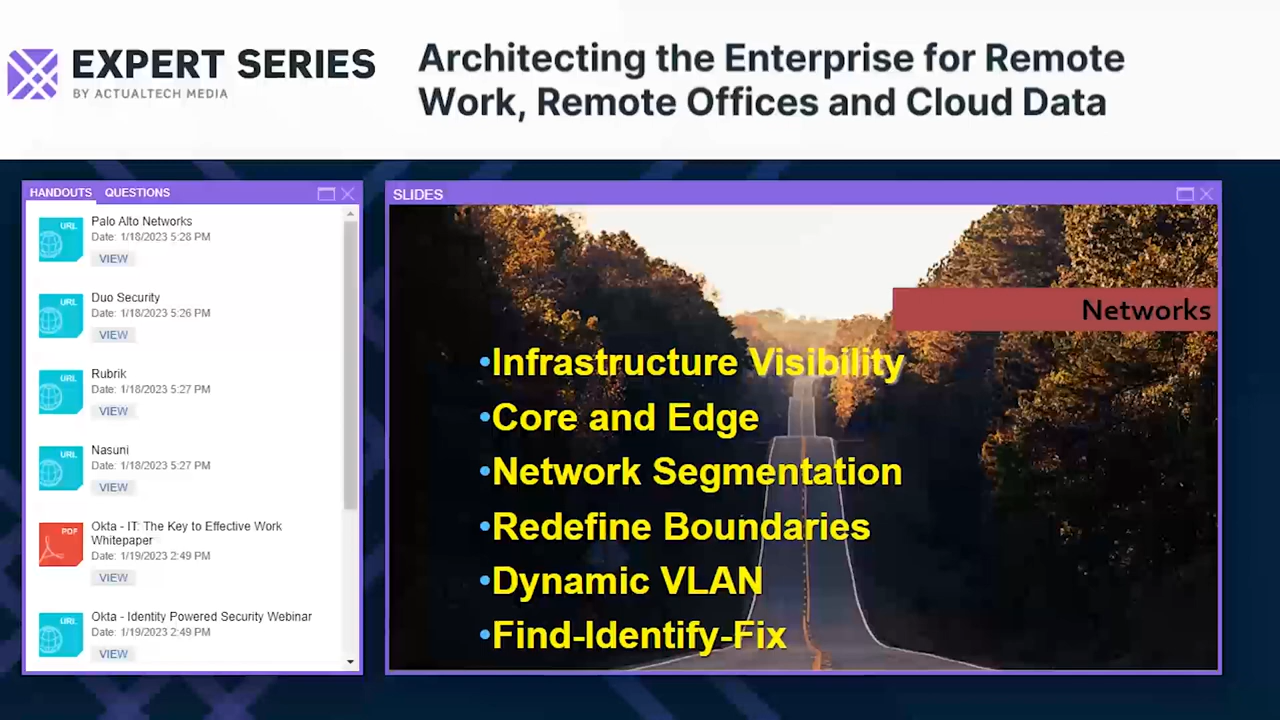 EXPERT SERIES
BY ACTUALTECH MEDIA
Architecting the Enterprise for Remote
Work, Remote Offices and Cloud Data
HANDOUTS QUESTIONS
URL
Palo Alto Networks
Date: 1/18/2023 5:28 PM
VIEW
URL
Duo Security
Date: 1/18/2023 5:26 PM
VIEW
URL
Rubrik
Date: 1/18/2023 5:27 PM
VIEW
URL
Nasuni
Date: 1/18/2023 5:27 PM
VIEW
PDF
Okta - IT: The Key to Effective Work
Whitepaper
Date: 1/19/2023 2:49 PM
VIEW
URL
Okta - Identity Powered Security Webinar
Date: 1/19/2023 2:49 PM
VIEW
SLIDES
Networks
•Infrastructure Visibility
•Core and Edge
•Network Segmentation
•Redefine Boundaries
•Dynamic VLAN
•Find-Identify-Fix